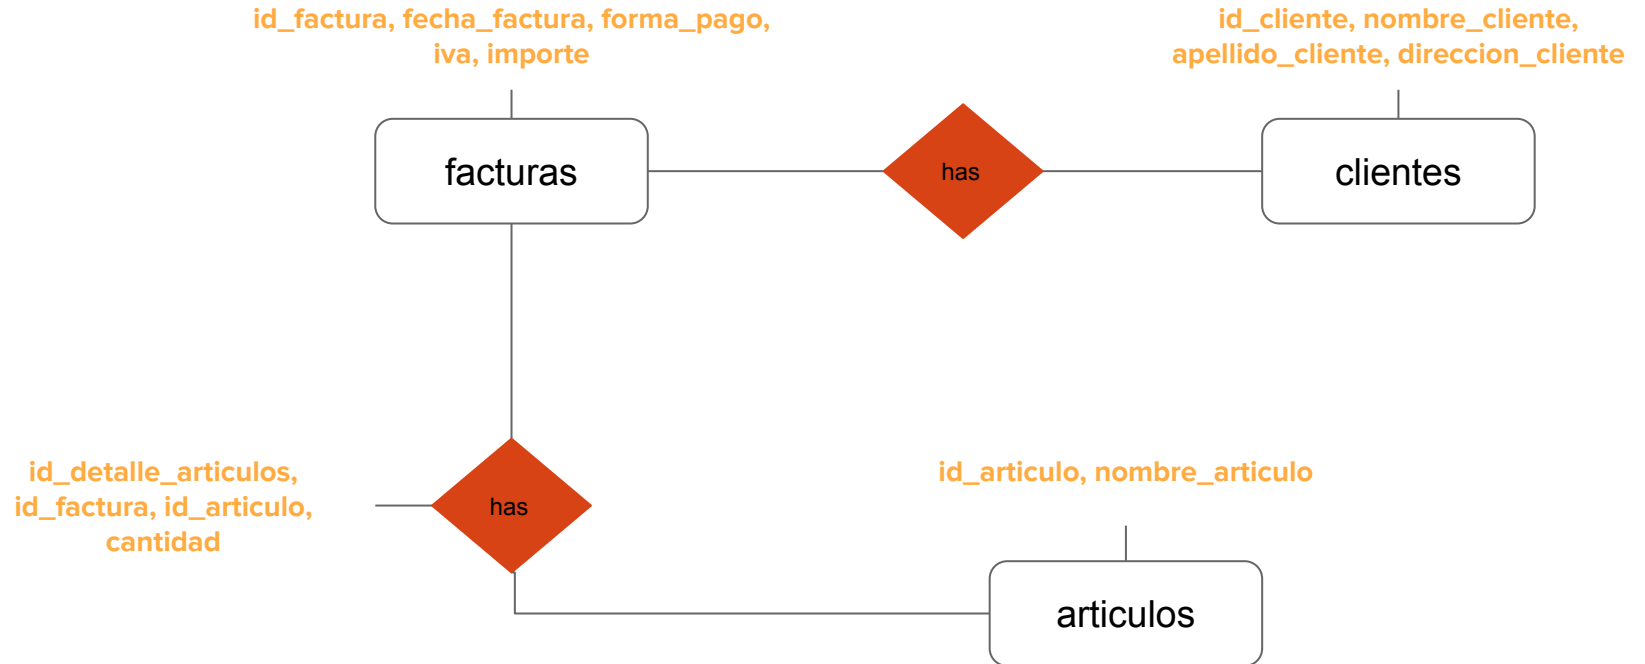 id_factura, fecha_factura, forma_pago,
iva, importe
id_cliente, nombre_cliente,
apellido_cliente, direccion_cliente
facturas
has
clientes
id_detalle_articulos,
id_factura, id_articulo,
cantidad
has
id_articulo, nombre_articulo
articulos